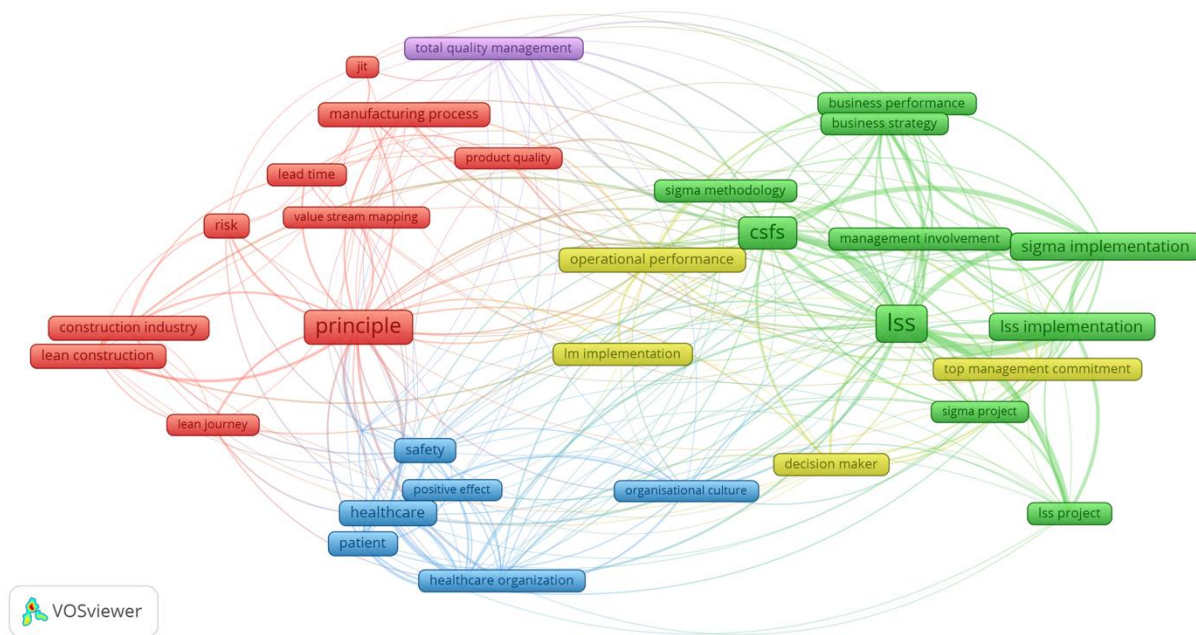 total quality management
jit
manufacturing process
business performance
business strategy
product quality
lead time
sigma methodology
value stream mapping
risk
csfs
management involvement
sigma implementation
operational performance
construction industry
principle
lss
lss implementation
lean construction
lm implementation
top management commitment
sigma project
lean journey
safety
decision maker
positive effect
organisational culture
healthcare
lss project
patient
healthcare organization
VOSviewer